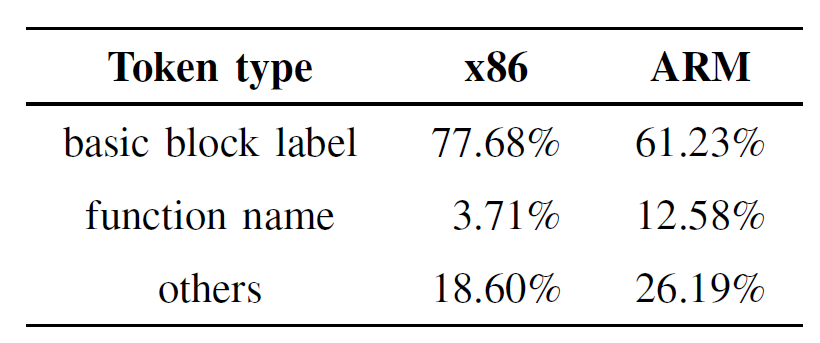 Token type x86 ARM
basic block label 77.68% 61.23%
function name 3.71% 12.58%
others 18.60% 26.19%